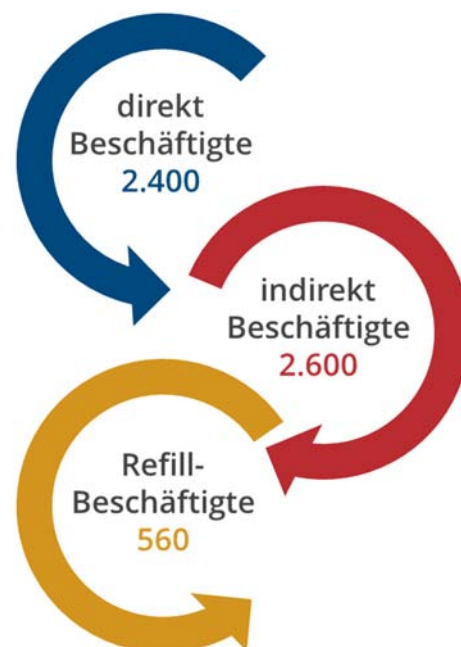 direkt
Beschäftigte
2.400
indirekt
Beschäftigte
2.600
Refill-
Beschäftigte
560